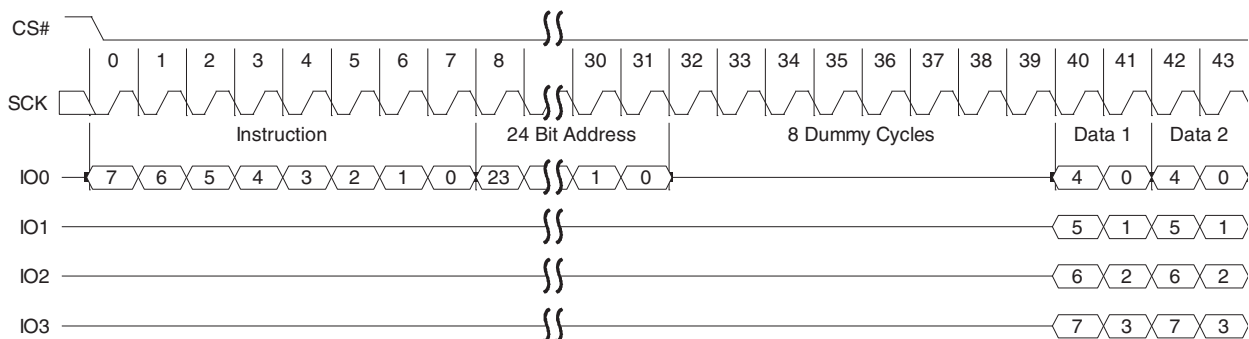 CS#
0 1 2 3 4 5 6 7 8 30 31 32 33 34 35 36 37 38 39 40 41 42 43
SCK
Instruction 24 Bit Address 8 Dummy Cycles Data 1 Data 2
IO0 7 6 5 4 3 2 1 0 23 1 0 4 0 4 0
IO1 5 1 5 1
IO2 6 2 6 2
IO3 7 3 7 3